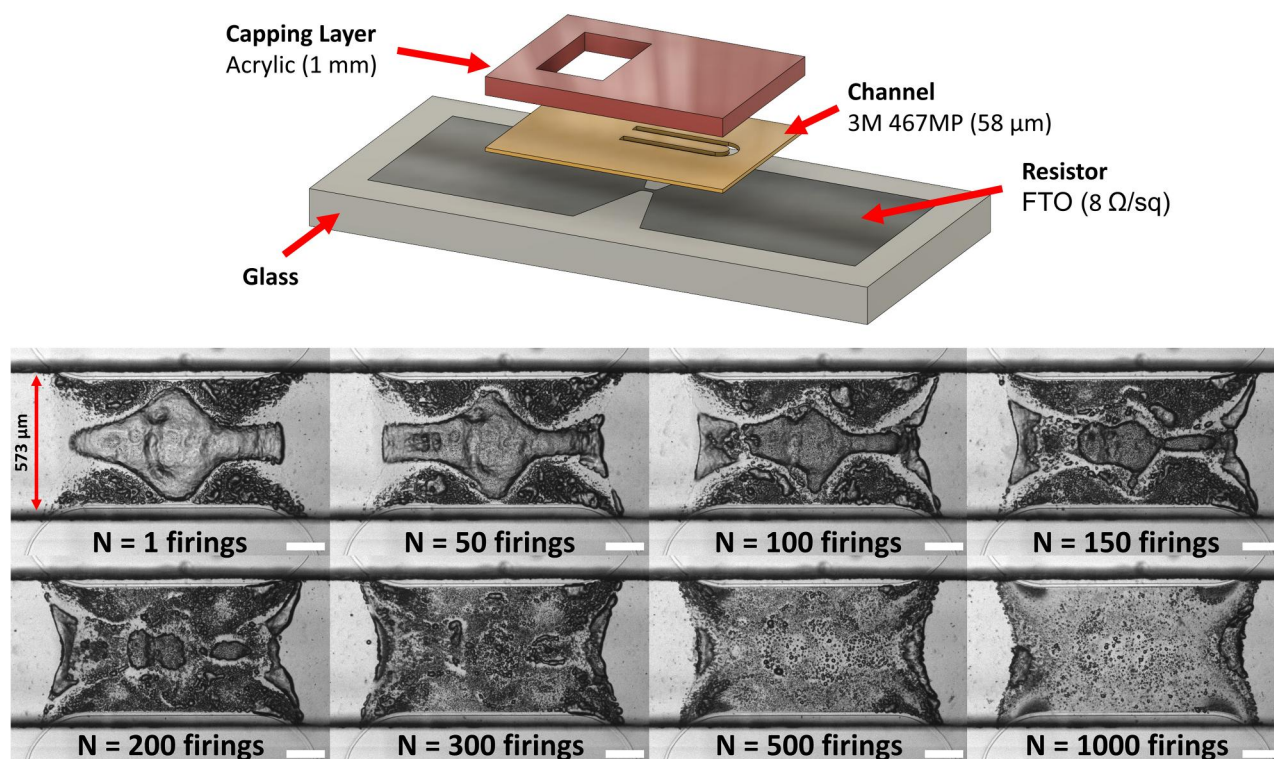 Capping Layer
Acrylic (1 mm)
Channel
3M 467MP (58 µm)
Resistor
FTO (8 Ω/sq)
Glass
573 µm
N = 1 firings
N = 50 firings
N = 100 firings
N = 150 firings
N = 200 firings
N = 300 firings
N = 500 firings
N = 1000 firings